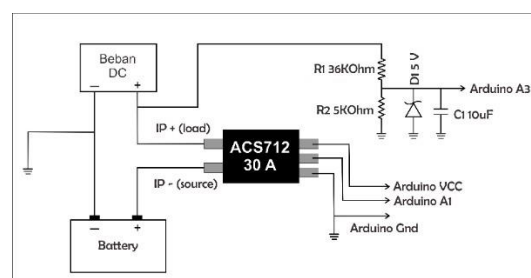 Beban
DC
− +
R1 36KOhm
D1 5 V
Arduino A3
R2 5KOhm
C1 10uF
IP + (load)
ACS712
30 A
IP - (source)
Arduino VCC
Arduino A1
Arduino Gnd
− +
Battery